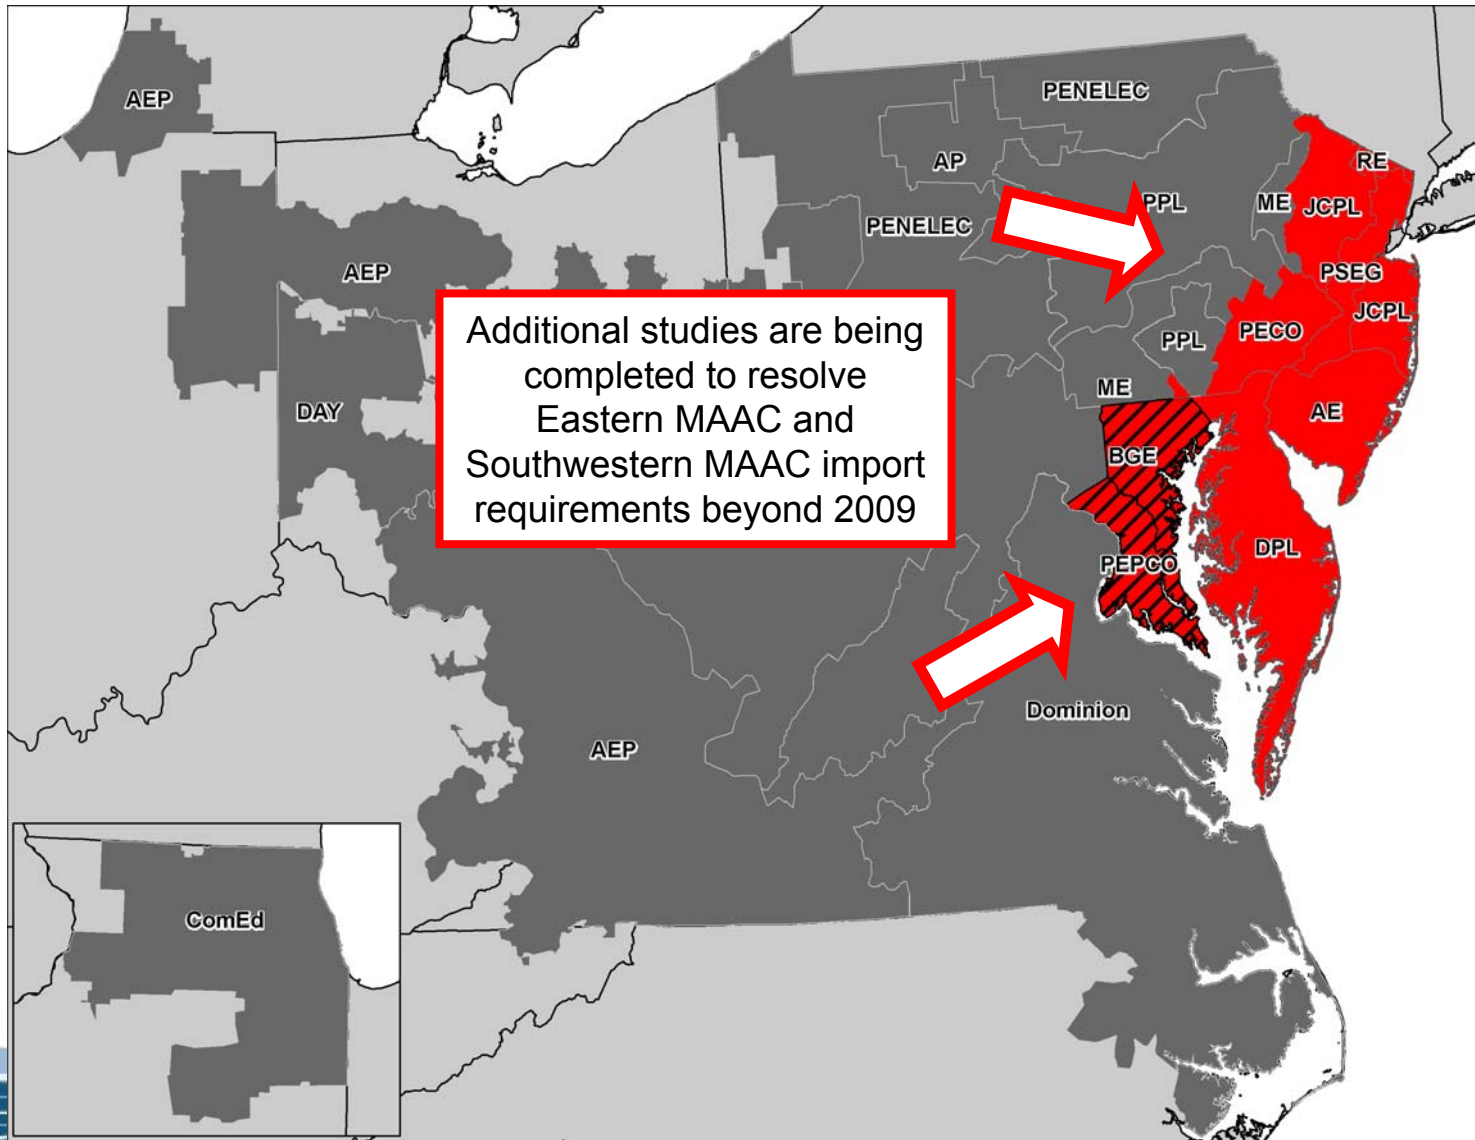 AEP
PENELEC
AP
RE
PPL
ME
JCPL
PENELEC
AEP
PSEG
JCPL
PECO
PPL
ME
DAY
AE
BGE
DPL
PEPCO
Additional studies are being
completed to resolve
Eastern MAAC and
Southwestern MAAC import
requirements beyond 2009
Dominion
AEP
ComEd